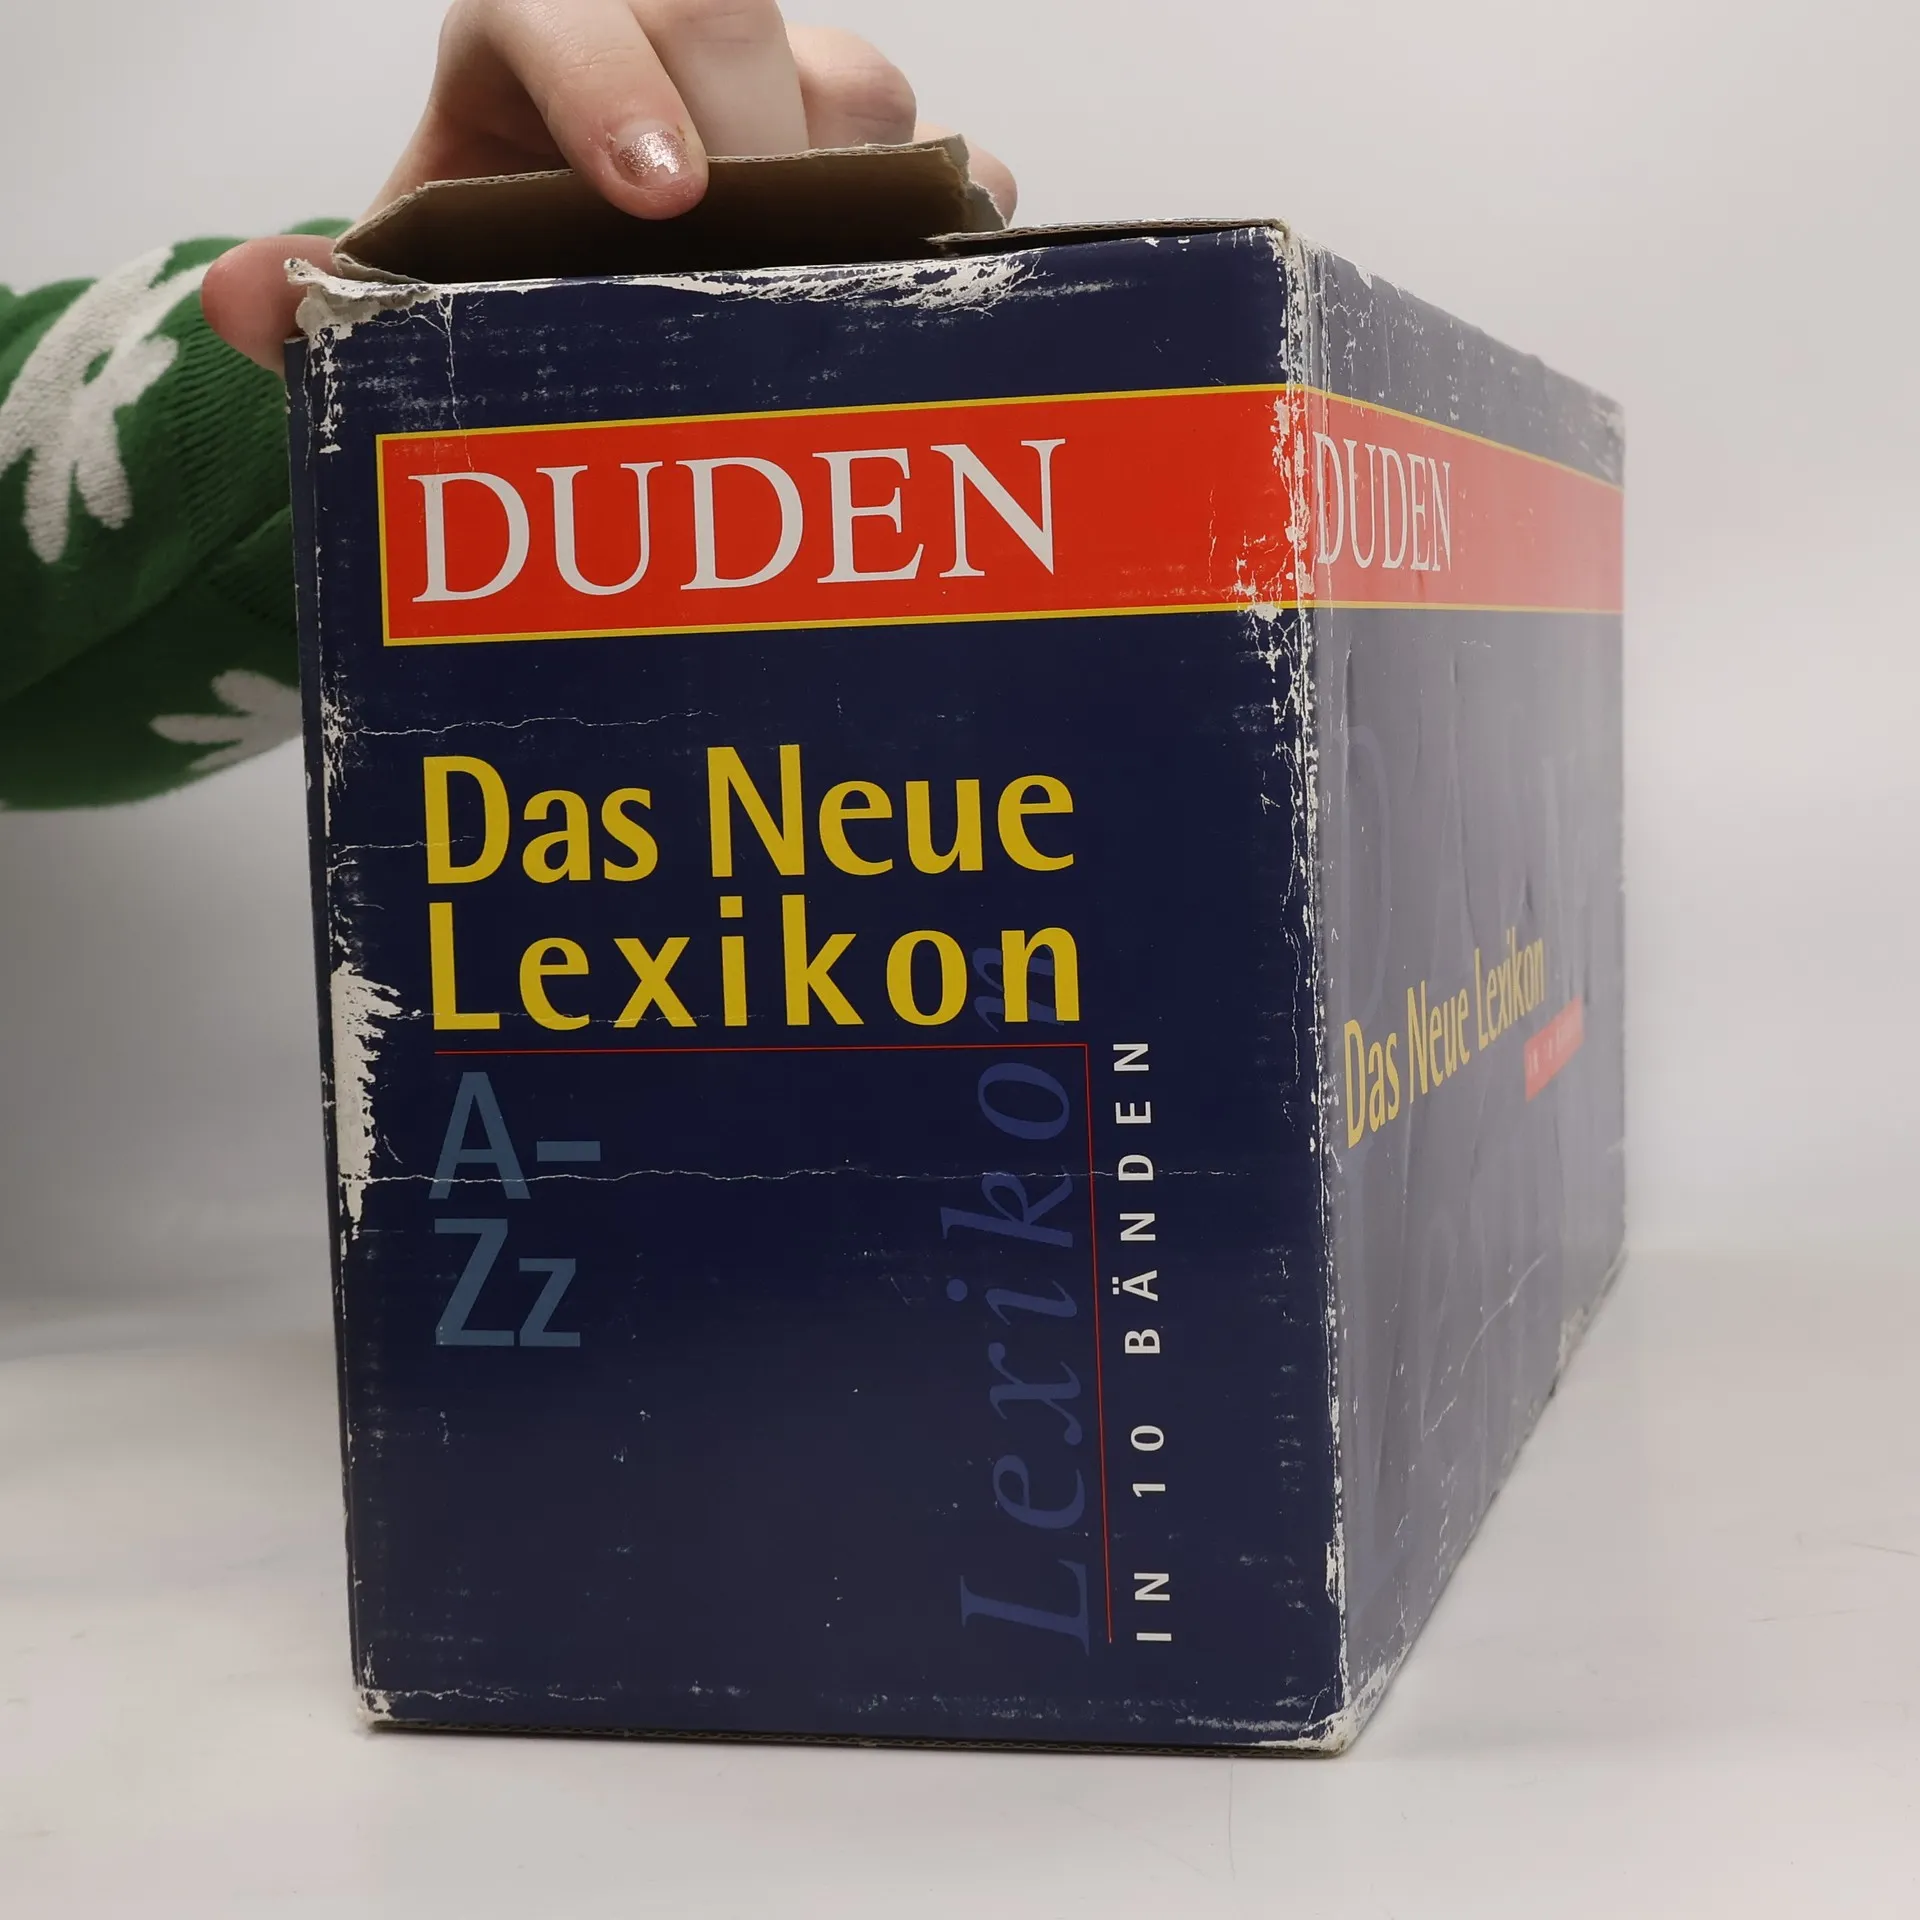 DUDEN
Das Neue
Lexikon
A-
Zz
Lexikon
IN 10 BÄNDEN
DUDEN
Das Neue Lexikon